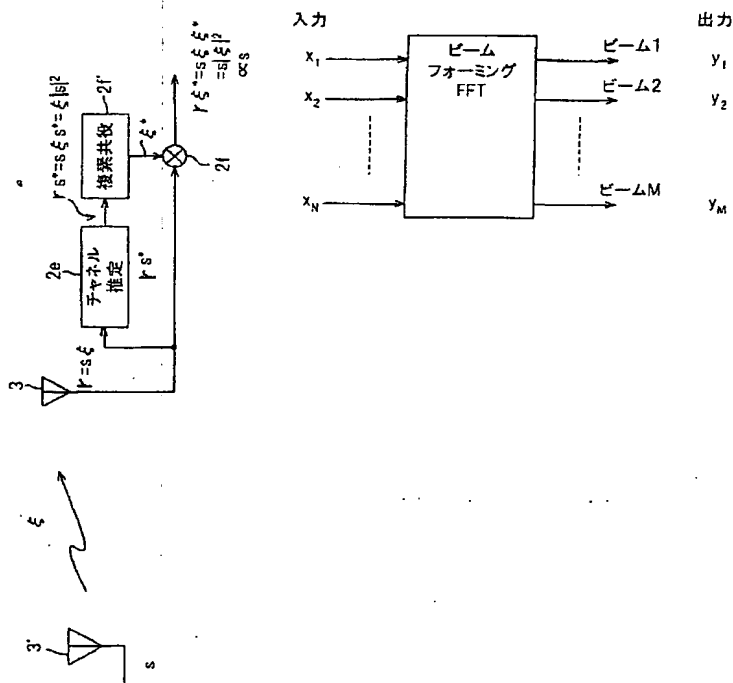 3'
s
ξ
3
r=sξ
2e
チャネル
推定
rs*
rs*=sξs*=ξ|s|²
複素共役
2f'
ξ*
2f
rξ*=sξξ*
=s|ξ|²
∝s
入力
出力
x₁
x₂
x_N
ビーム
フォーミング
FFT
ビーム1
ビーム2
ビームM
y₁
y₂
y_M